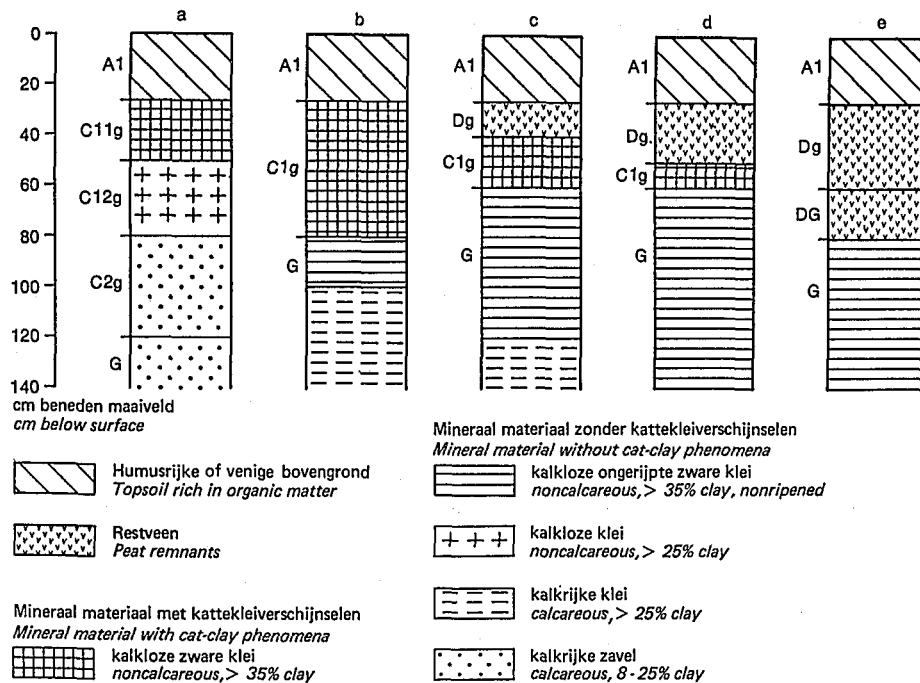 a b c d e
0
20
40
60
80
100
120
140
A1
C11g
C12g
C2g
G
A1
C1g
G
A1
Dg
C1g
G
A1
Dg.
C1g
G
A1
Dg
DG
G
cm beneden maaiveld
cm below surface
Humusrijke of venige bovengrond
Topsoil rich in organic matter
Restveen
Peat remnants
Mineraal materiaal met kattekleiverschijnselen
Mineral material with cat-clay phenomena
kalkloze zware klei
noncalcareous, > 35% clay
Mineraal materiaal zonder kattekleiverschijnselen
Mineral material without cat-clay phenomena
kalkloze ongerijpte zware klei
noncalcareous, > 35% clay, nonripened
kalkloze klei
noncalcareous, > 25% clay
kalkrijke klei
calcareous, > 25% clay
kalkrijke zavel
calcareous, 8-25% clay